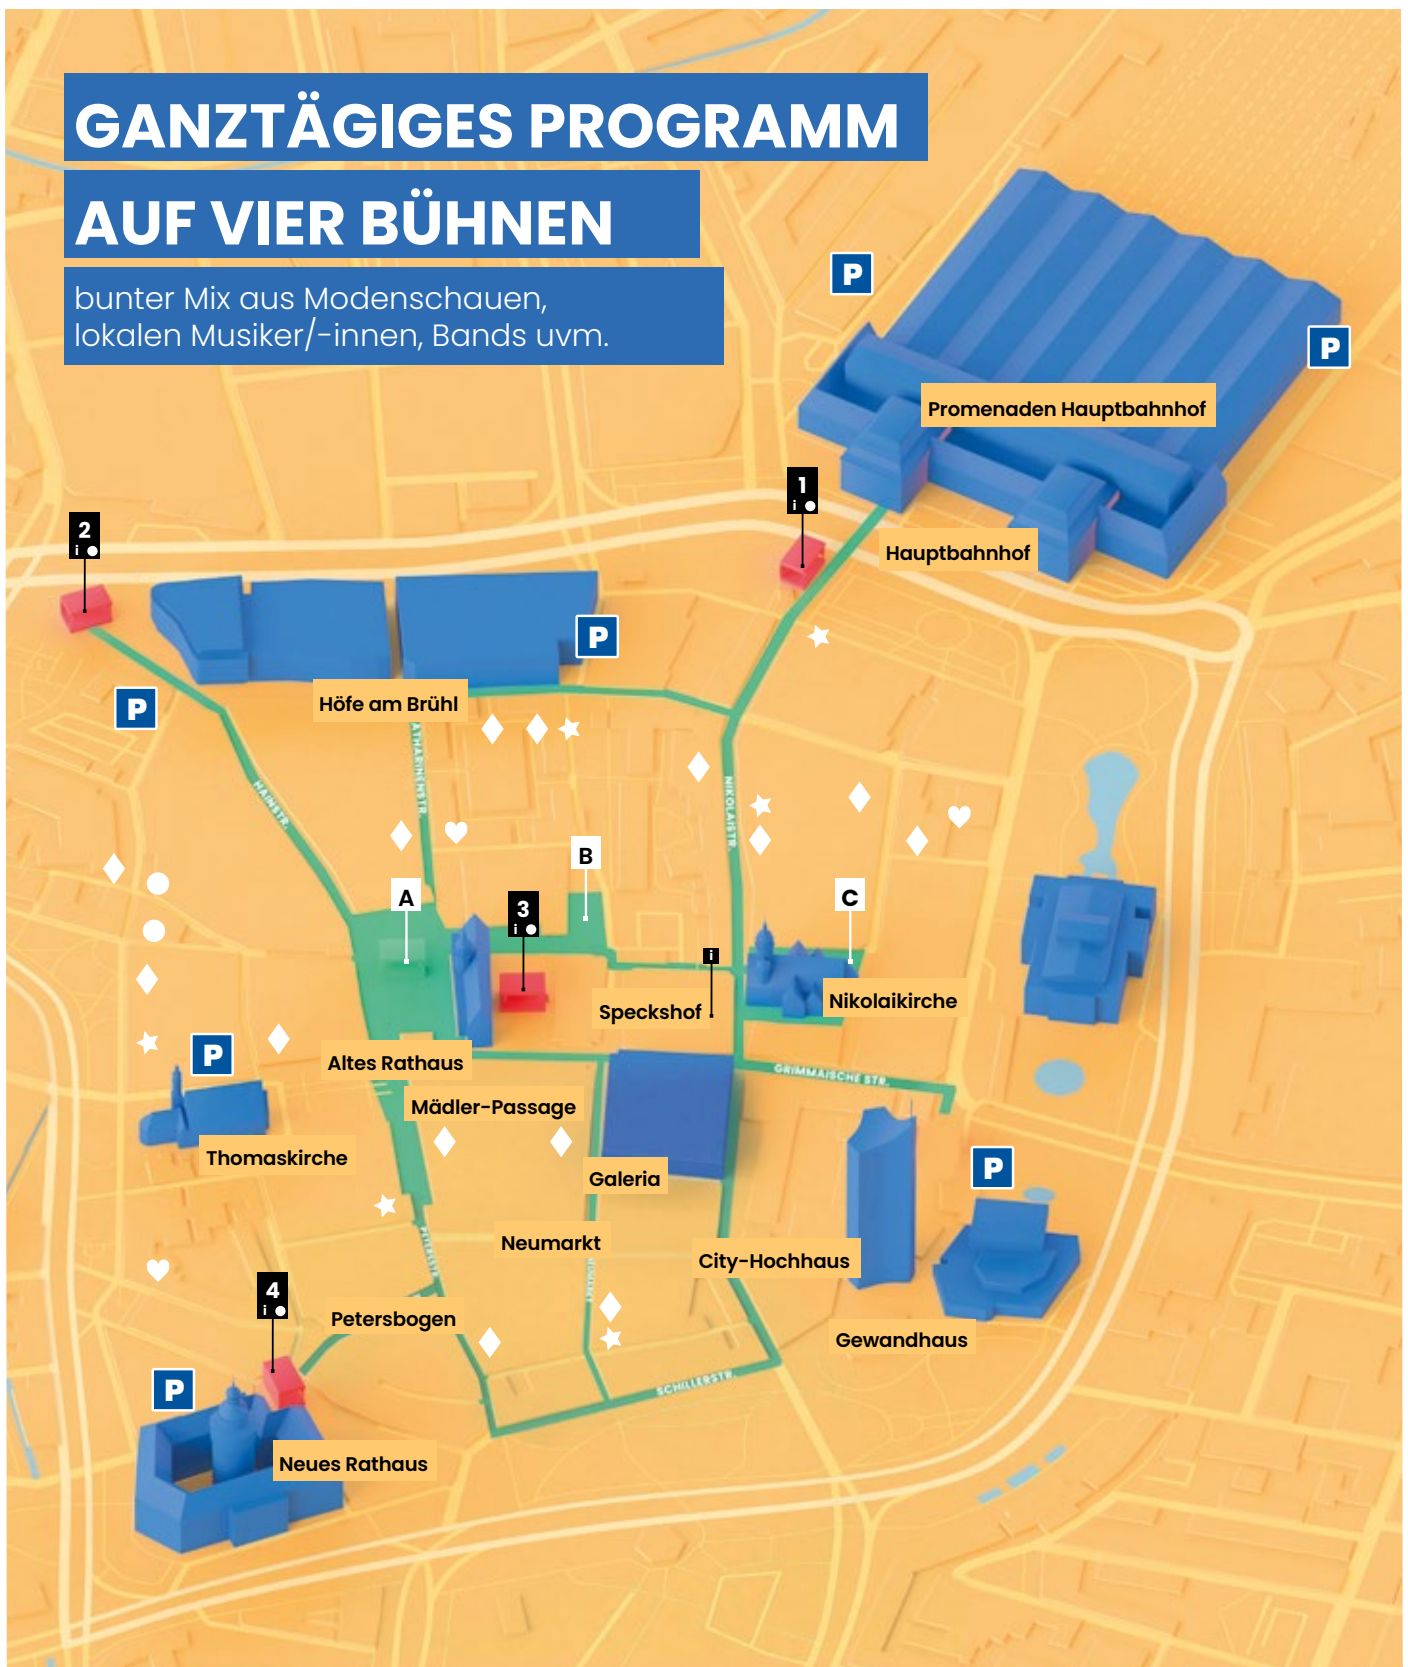 GANZTÄGIGES PROGRAMM
AUF VIER BÜHNEN
bunter Mix aus Modenschauen,
lokalen Musiker/-innen, Bands uvm.
P
P
Promenaden Hauptbahnhof
1
i
2
i
Hauptbahnhof
P
P
Höfe am Brühl
HAINSTR.
NIKOLAISTR.
B
A
3
i
C
i
Speckshof
Nikolaikirche
P
Altes Rathaus
GRIMMAISCHE STR.
Mädler-Passage
Thomaskirche
P
Galeria
Neumarkt
City-Hochhaus
4
i
Petersbogen
Gewandhaus
P
SCHILLERSTR.
Neues Rathaus